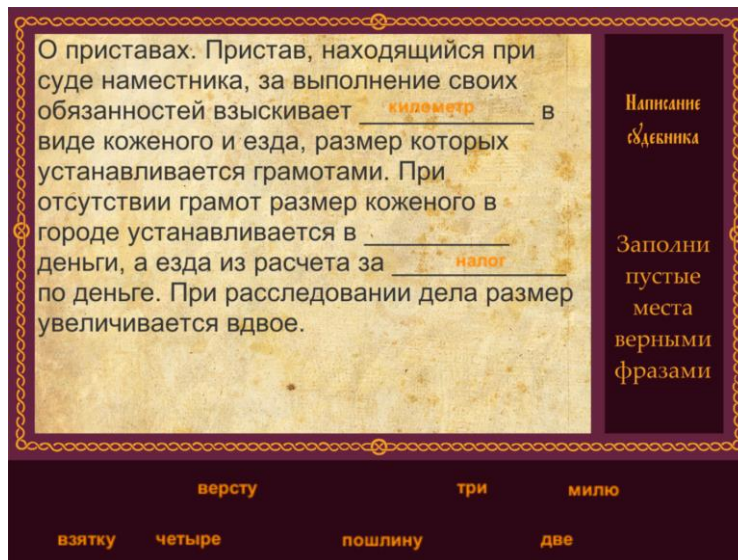 О приставах. Пристав, находящийся при
суде наместника, за выполнение своих
обязанностей взыскивает километр в
виде коженого и езда, размер которых
устанавливается грамотами. При
отсутствии грамот размер коженого в
городе устанавливается в __________
деньги, а езда из расчета за налог
по деньге. При расследовании дела размер
увеличивается вдвое.
Написание
судебника
Заполни
пустые
места
верными
фразами
версту три милю
взятку четыре пошлину две